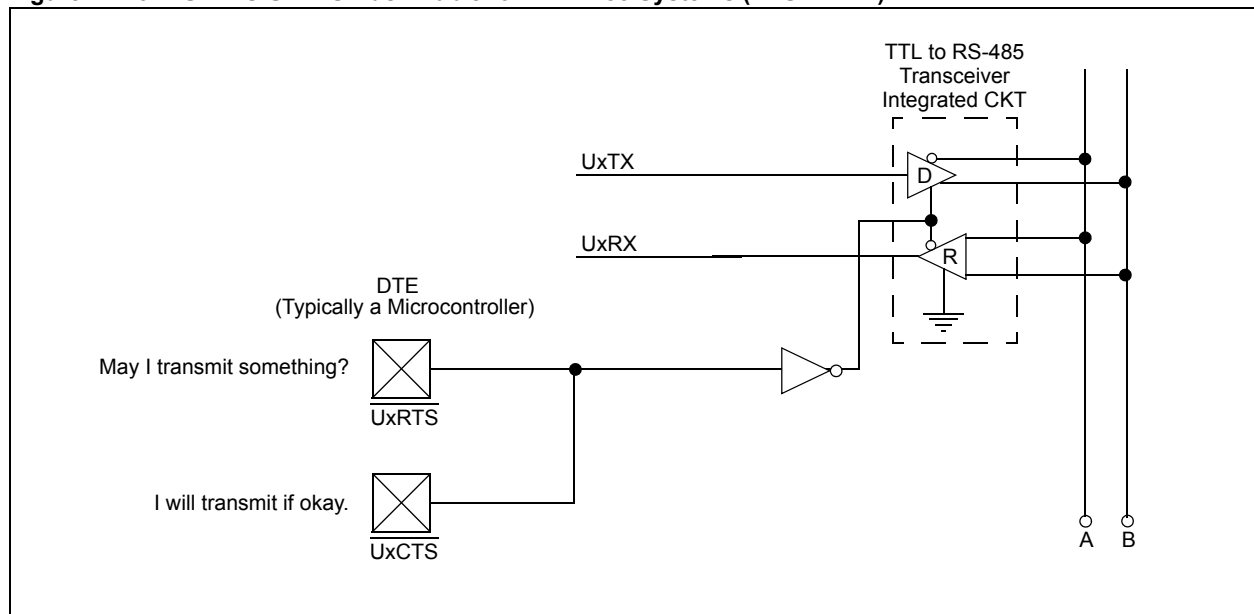 TTL to RS-485
Transceiver
Integrated CKT
UxTX
D
UxRX
R
DTE
(Typically a Microcontroller)
May I transmit something?
UxRTS
I will transmit if okay.
UxCTS
A B